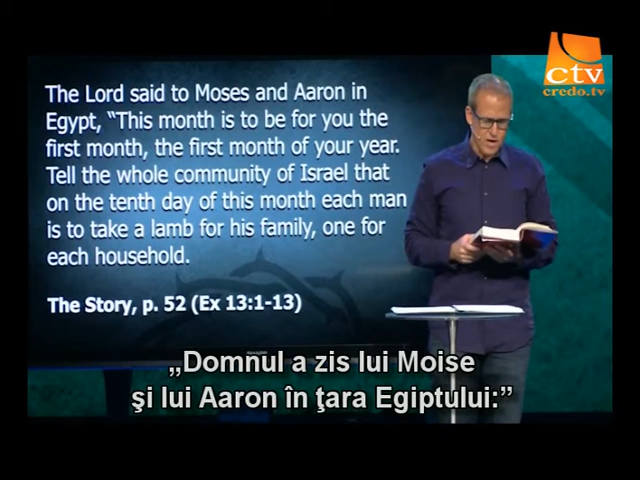 ctv
credo.tv
The Lord said to Moses and Aaron in
Egypt, “This month is to be for you the
first month, the first month of your year.
Tell the whole community of Israel that
on the tenth day of this month each man
is to take a lamb for his family, one for
each household.
The Story, p. 52 (Ex 13:1-13)
„Domnul a zis lui Moise
şi lui Aaron în ţara Egiptului:”